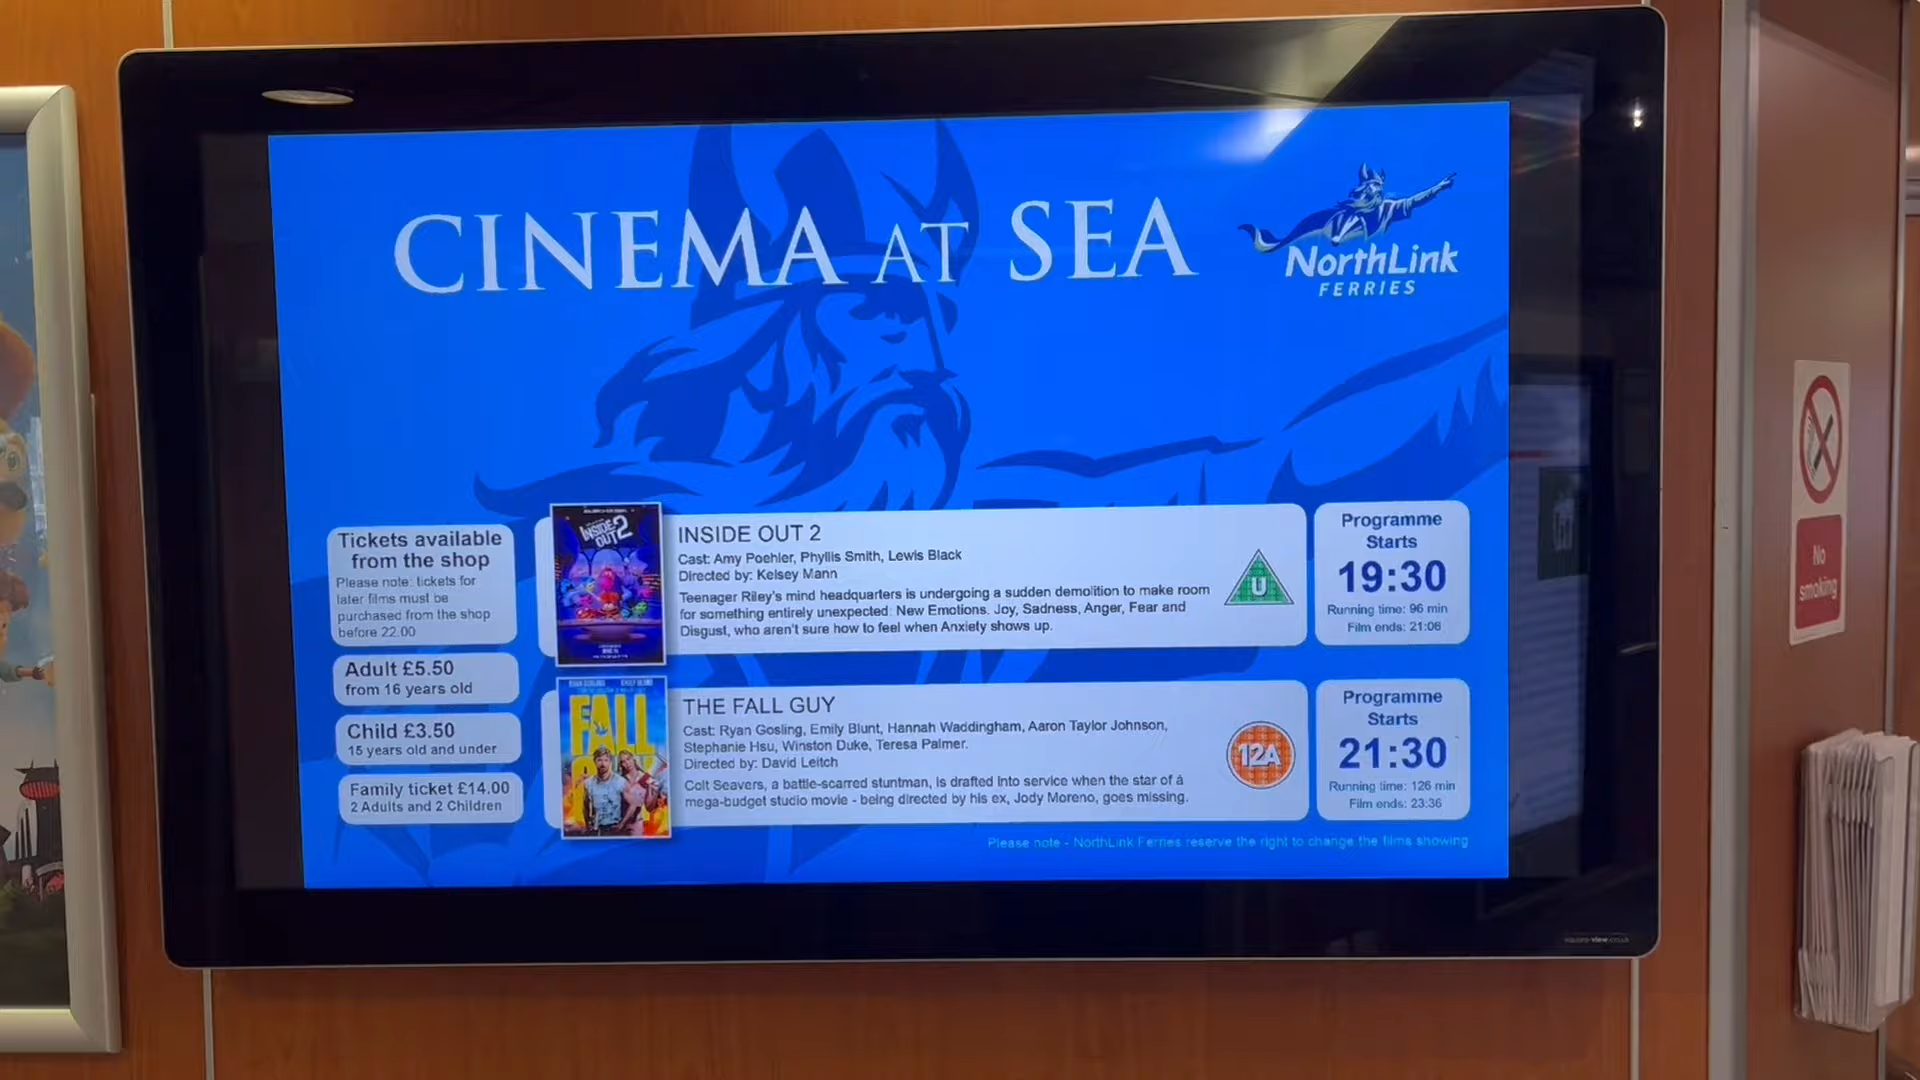 CINEMA AT SEA
NorthLink
FERRIES
Tickets available
from the shop
Please note: tickets for
later films must be
purchased from the shop
before 22.00
Adult £5.50
from 16 years old
Child £3.50
15 years old and under
Family ticket £14.00
2 Adults and 2 Children
INSIDE
OUT 2
INSIDE OUT 2
Cast: Amy Poehler, Phyllis Smith, Lewis Black
Directed by: Kelsey Mann
Teenager Riley's mind headquarters is undergoing a sudden demolition to make room
for something entirely unexpected: New Emotions. Joy, Sadness, Anger, Fear and
Disgust, who aren't sure how to feel when Anxiety shows up.
U
Programme
Starts
19:30
Running time: 96 min
Film ends: 21:06
RYAN GOSLING EMILY BLUNT
FALL
THE FALL GUY
Cast: Ryan Gosling, Emily Blunt, Hannah Waddingham, Aaron Taylor Johnson,
Stephanie Hsu, Winston Duke, Teresa Palmer.
Directed by: David Leitch
Colt Seavers, a battle-scarred stuntman, is drafted into service when the star of a
mega-budget studio movie - being directed by his ex, Jody Moreno, goes missing.
12A
Programme
Starts
21:30
Running time: 126 min
Film ends: 23:36
Please note - NorthLink Ferries reserve the right to change the films showing
No
smoking